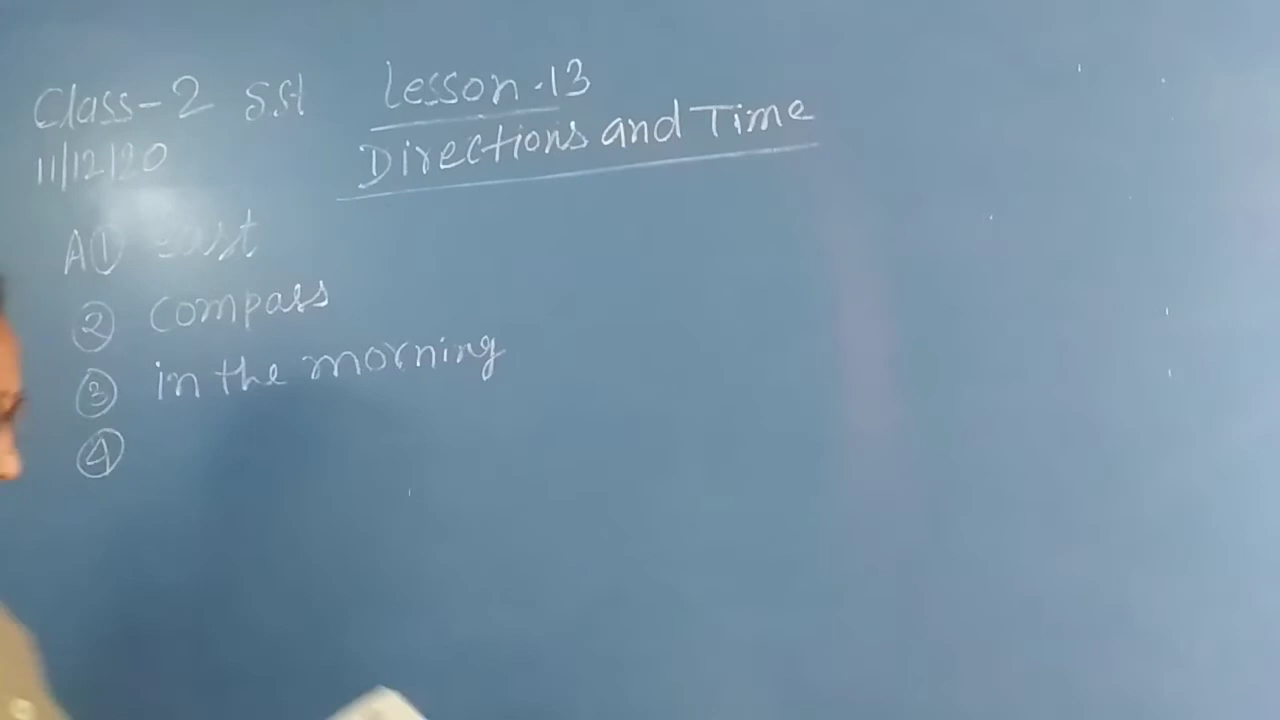 Class-2 S.St Lesson.13
11/12/20 Directions and Time
A① east
② Compass
③ in the morning
④